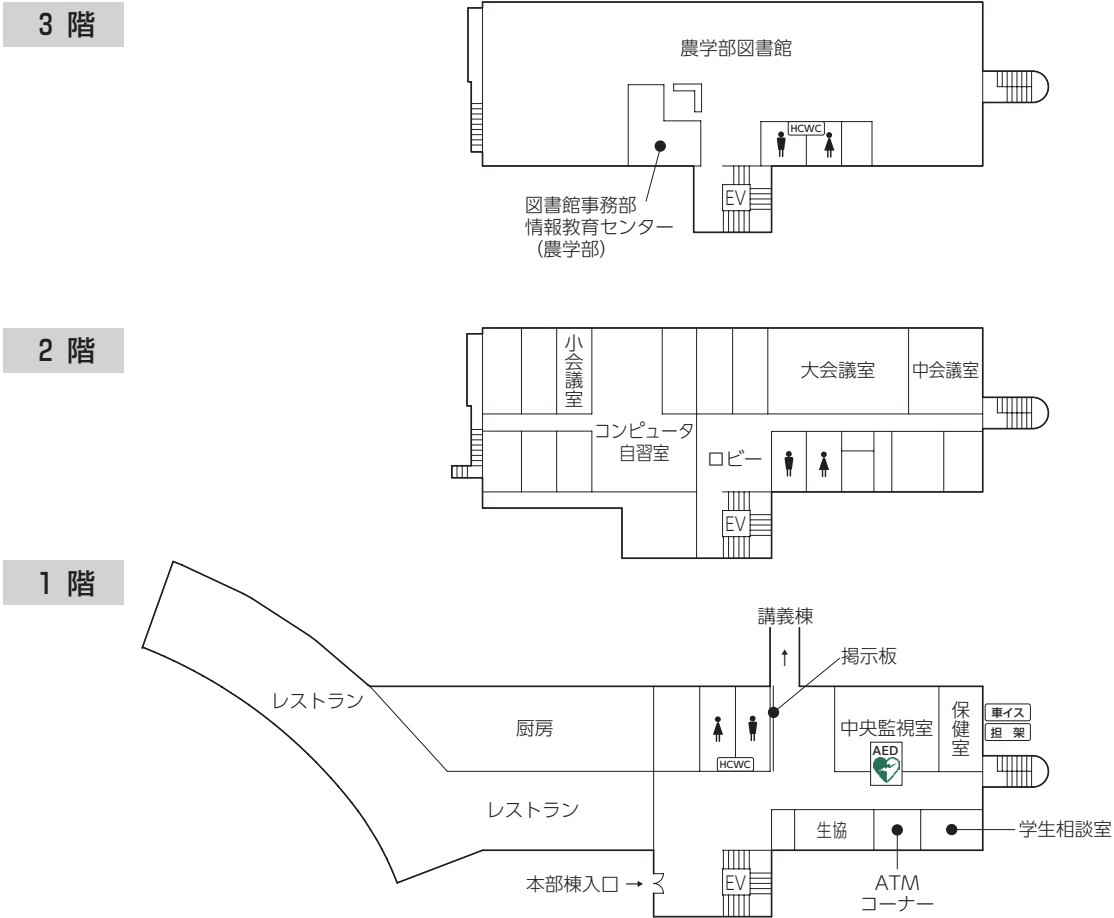 3 階
農学部図書館
HCWC
EV
図書館事務部
情報教育センター
（農学部）
2 階
小会議室
大会議室
中会議室
コンピュータ
自習室
ロビー
EV
1 階
講義棟
↑
掲示板
レストラン
厨房
中央監視室
保健室
車イス
担 架
AED
HCWC
レストラン
生協
学生相談室
本部棟入口 →
EV
ATM
コーナー